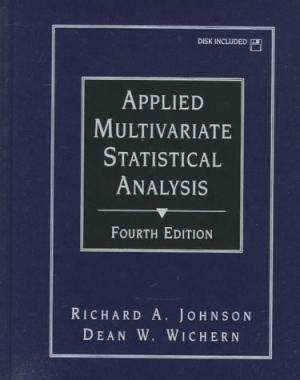 DISK INCLUDED
APPLIED
MULTIVARIATE
STATISTICAL
ANALYSIS
FOURTH EDITION
RICHARD A. JOHNSON
DEAN W. WICHERN